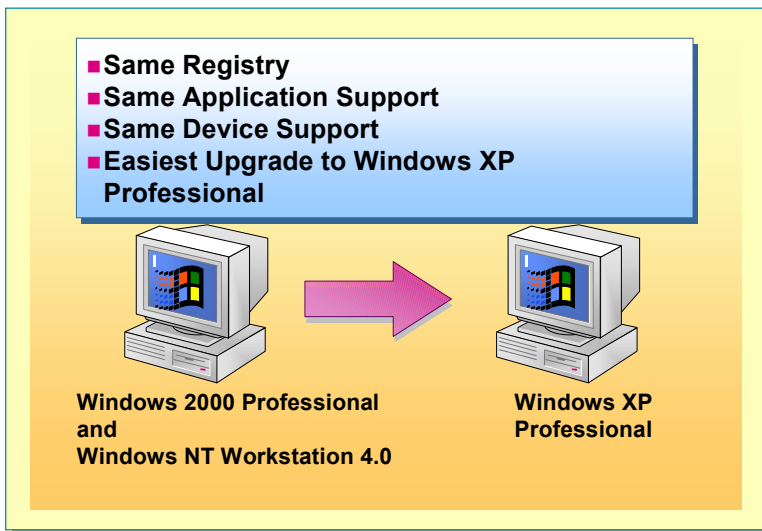 Same Registry
Same Application Support
Same Device Support
Easiest Upgrade to Windows XP
Professional
Windows 2000 Professional
and
Windows NT Workstation 4.0
Windows XP
Professional